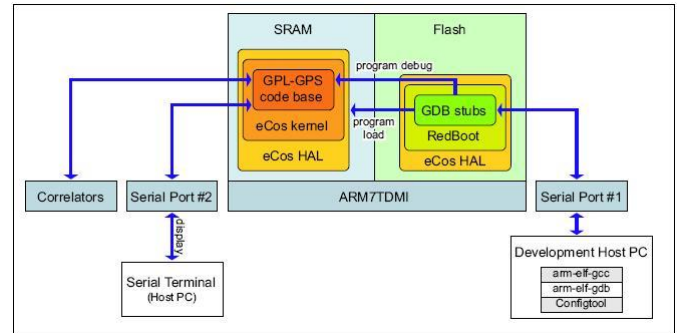 SRAM
Flash
program debug
GPL-GPS
code base
eCos kernel
eCos HAL
program
load
GDB stubs
RedBoot
eCos HAL
Correlators
Serial Port #2
ARM7TDMI
Serial Port #1
display
Serial Terminal
(Host PC)
Development Host PC
arm-elf-gcc
arm-elf-gdb
Configtool